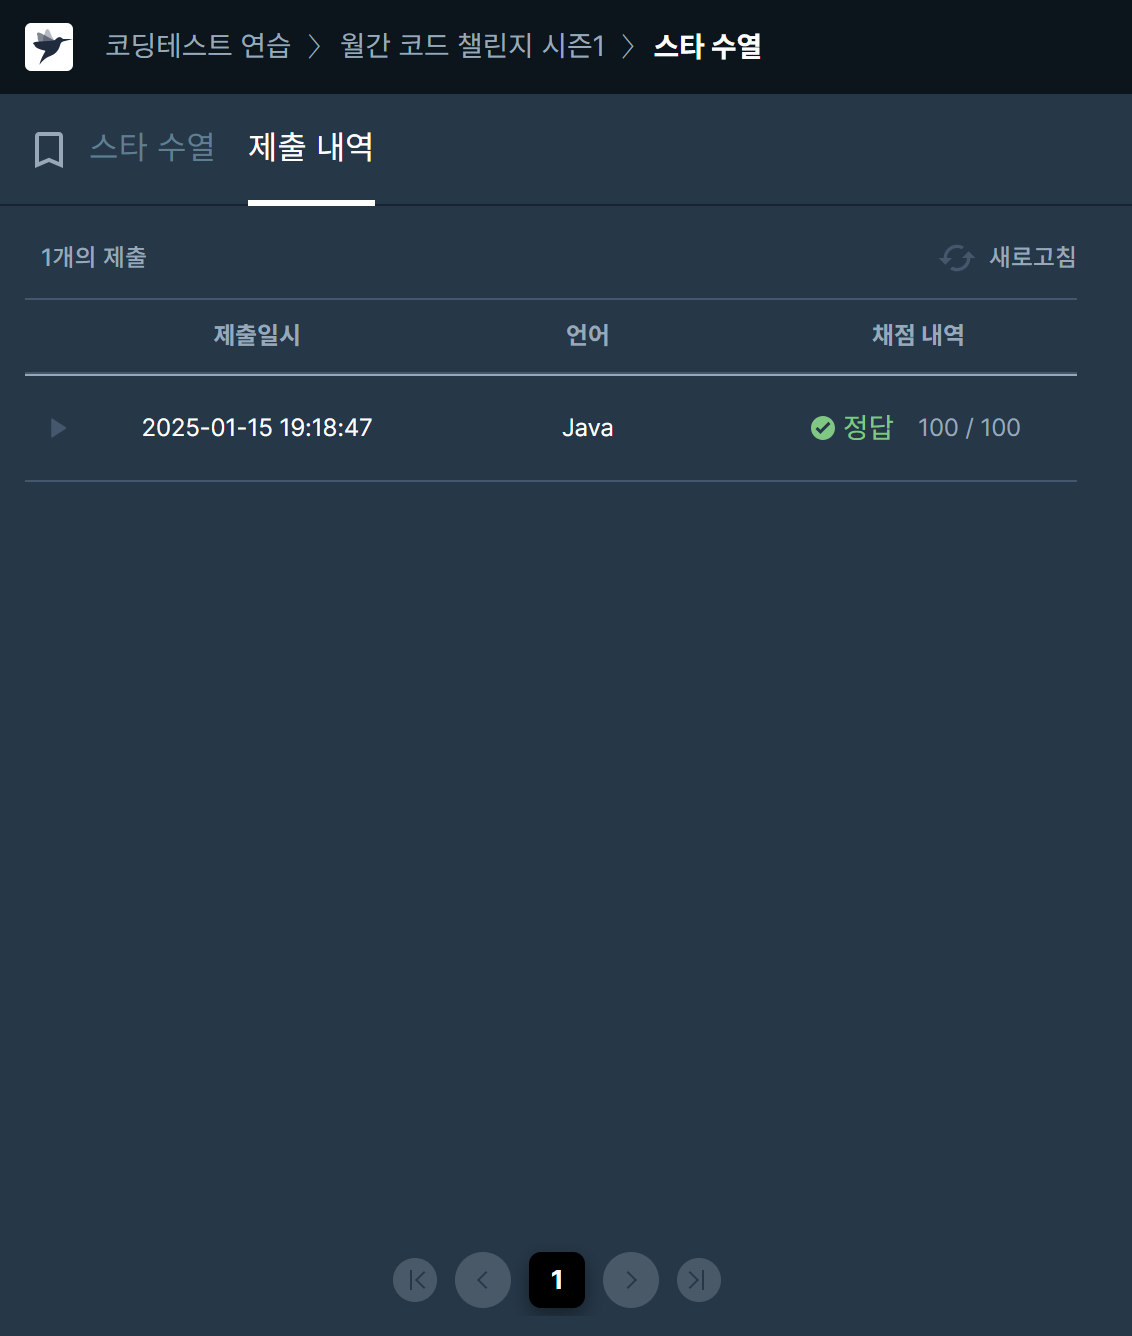 코딩테스트 연습 > 월간 코드 챌린지 시즌1 > 스타 수열
스타 수열 제출 내역
1개의 제출 새로고침
제출일시 언어 채점 내역
2025-01-15 19:18:47 Java 정답 100 / 100
1